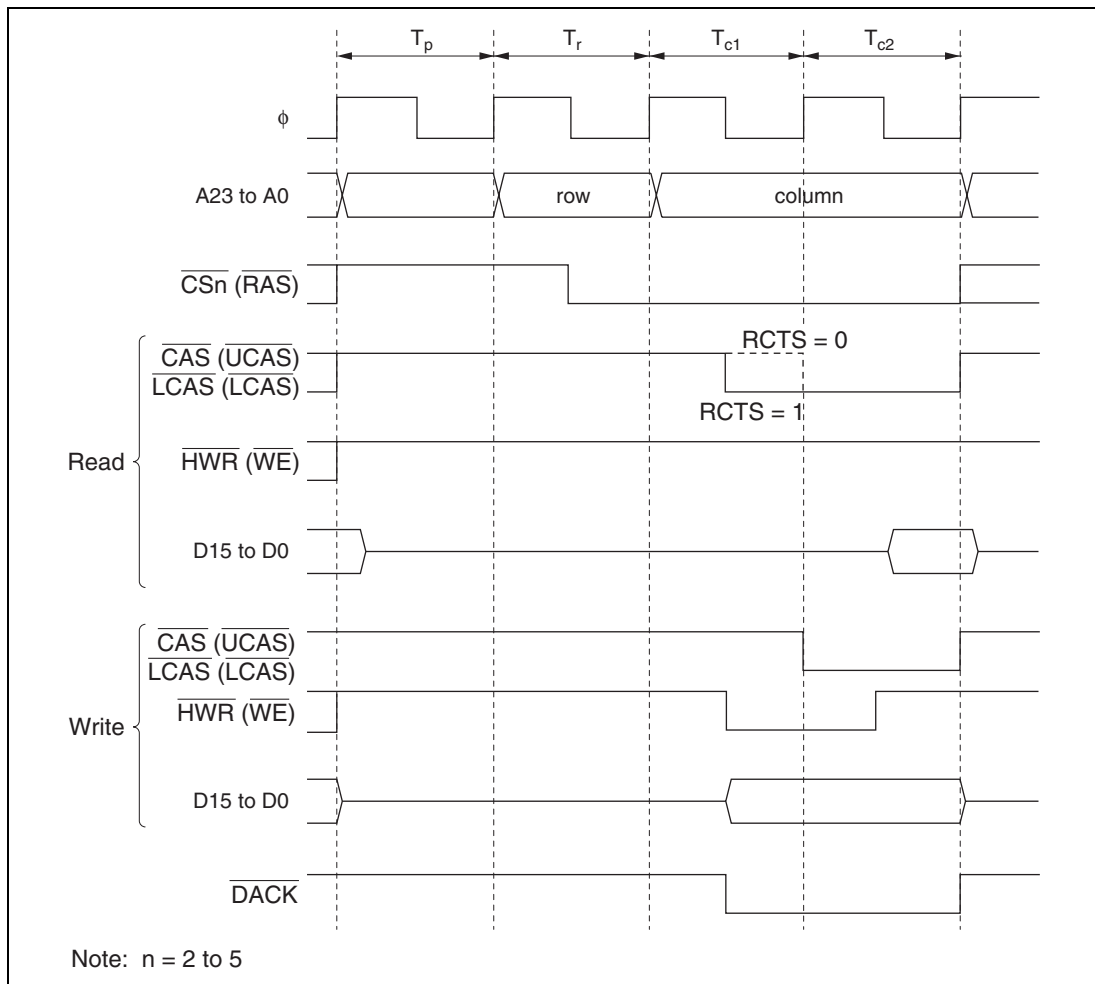 Tp Tr Tc1 Tc2
ϕ
A23 to A0 row column
CSn (RAS)
RCTS = 0
CAS (UCAS)
LCAS (LCAS)
RCTS = 1
Read
HWR (WE)
D15 to D0
CAS (UCAS)
LCAS (LCAS)
HWR (WE)
Write
D15 to D0
DACK
Note: n = 2 to 5